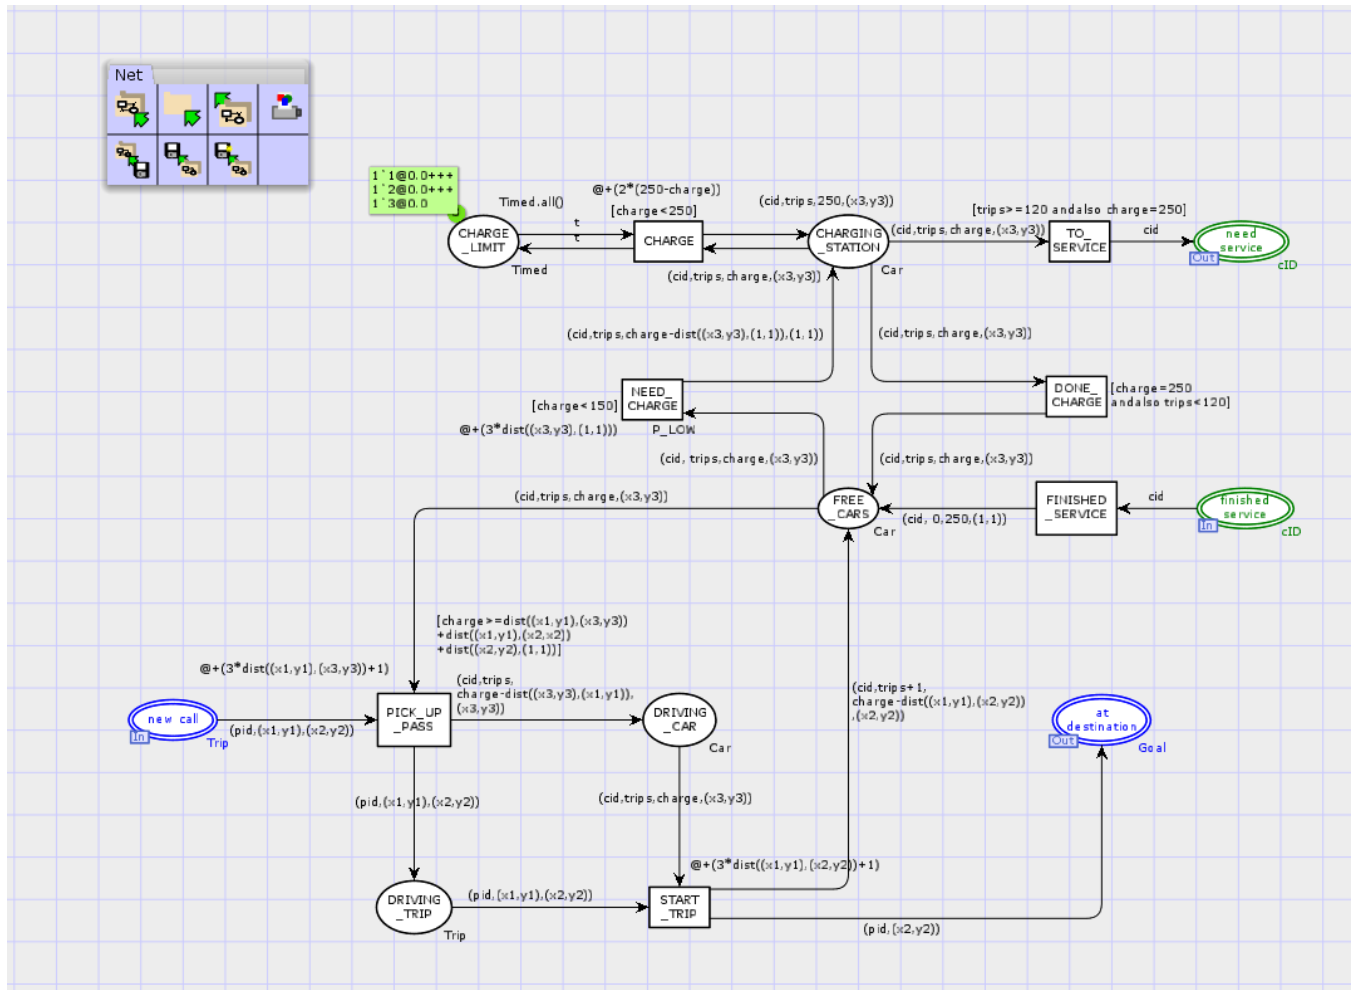 Net
1`1@0.0+++
1`2@0.0+++
1`3@0.0
Timed.all()
CHARGE
_LIMIT
Timed
t
t
@+(2*(250-charge))
[charge<250]
CHARGE
(cid,trips,250,(x3,y3))
(cid,trips,charge,(x3,y3))
CHARGING
_STATION
Car
[trips>=120 andalso charge=250]
(cid,trips,charge,(x3,y3))
TO_
SERVICE
cid
need
service
Out
cID
(cid,trips,charge-dist((x3,y3),(1,1)),(1,1))
(cid,trips,charge,(x3,y3))
NEED_
CHARGE
[charge<150]
@+(3*dist((x3,y3),(1,1)))
P_LOW
DONE_
CHARGE
[charge=250
andalso trips<120]
(cid, trips,charge,(x3,y3))
(cid,trips,charge,(x3,y3))
(cid,trips,charge,(x3,y3))
FREE
_CARS
Car
(cid, 0,250,(1,1))
FINISHED
_SERVICE
cid
finished
service
In
cID
[charge>=dist((x1,y1),(x3,y3))
+dist((x1,y1),(x2,x2))
+dist((x2,y2),(1,1))]
@+(3*dist((x1,y1),(x3,y3))+1)
new call
In
Trip
(pid,(x1,y1),(x2,y2))
PICK_UP
_PASS
(cid,trips,
charge-dist((x3,y3),(x1,y1)),
(x3,y3))
DRIVING
_CAR
Car
(cid,trips+1,
charge-dist((x1,y1),(x2,y2))
,(x2,y2))
at
destination
Out
Goal
(pid,(x1,y1),(x2,y2))
(cid,trips,charge,(x3,y3))
@+(3*dist((x1,y1),(x2,y2))+1)
DRIVING
_TRIP
Trip
(pid,(x1,y1),(x2,y2))
START
_TRIP
(pid,(x2,y2))